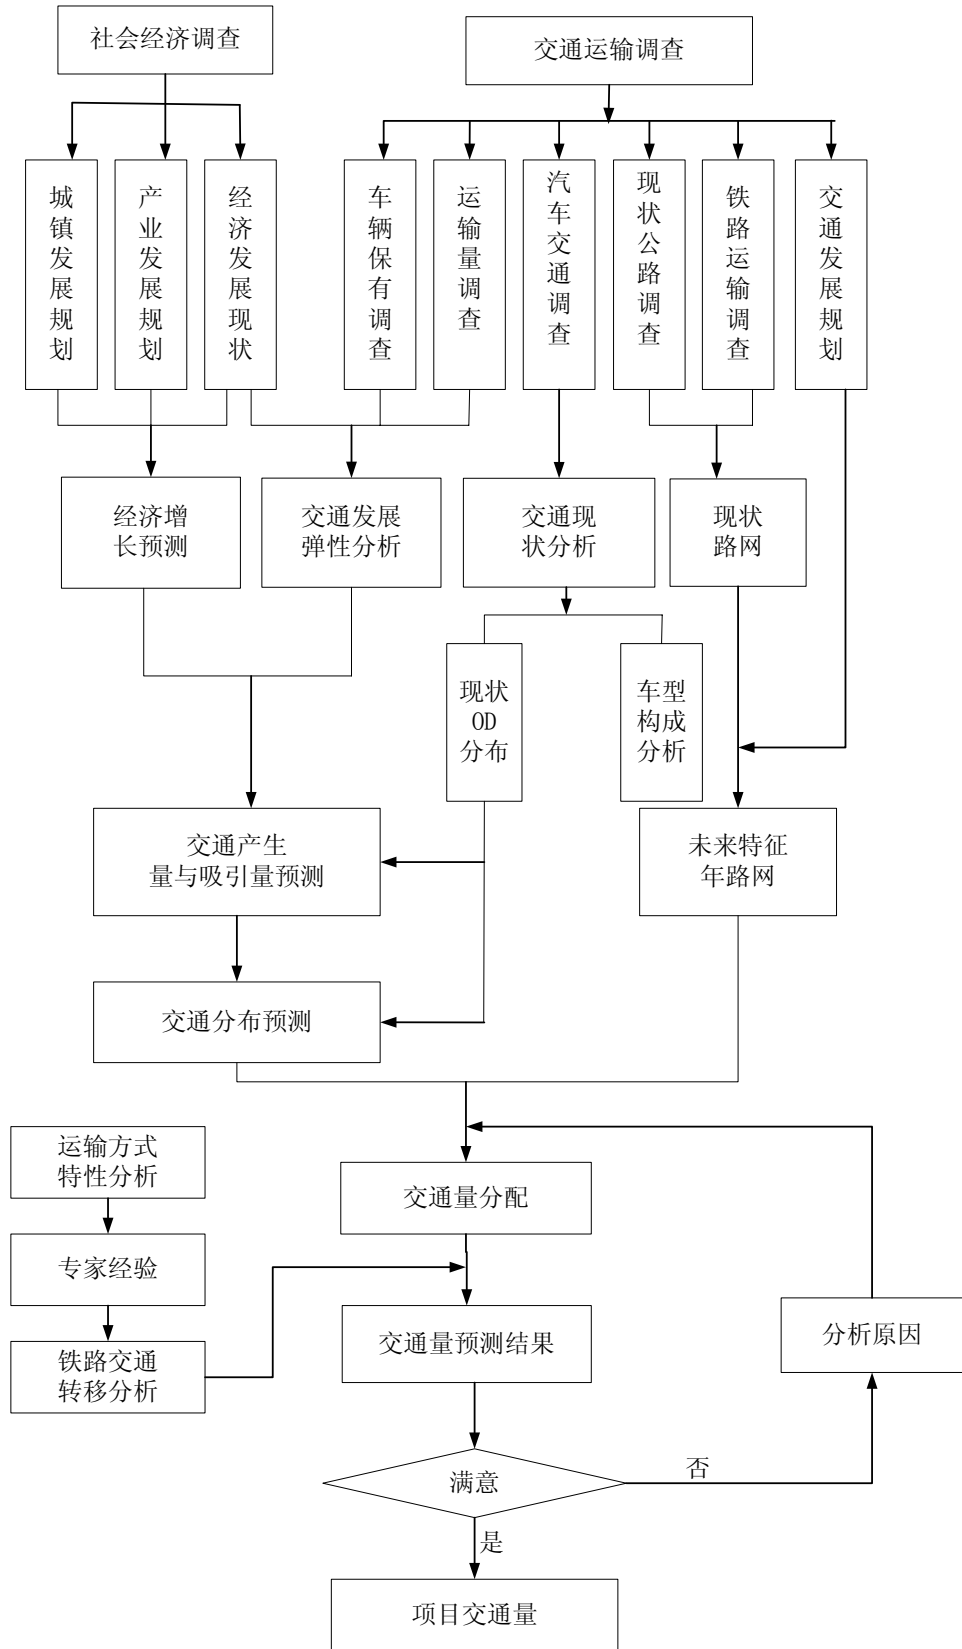 社会经济调查
交通运输调查
城镇发展规划
产业发展规划
经济发展现状
车辆保有调查
运输量调查
汽车交通调查
现状公路调查
铁路运输调查
交通发展规划
经济增
长预测
交通发展
弹性分析
交通现
状分析
现状
路网
现状
OD
分布
车型
构成
分析
交通产生
量与吸引量预测
未来特征
年路网
交通分布预测
运输方式
特性分析
交通量分配
专家经验
交通量预测结果
分析原因
铁路交通
转移分析
满意
否
是
项目交通量